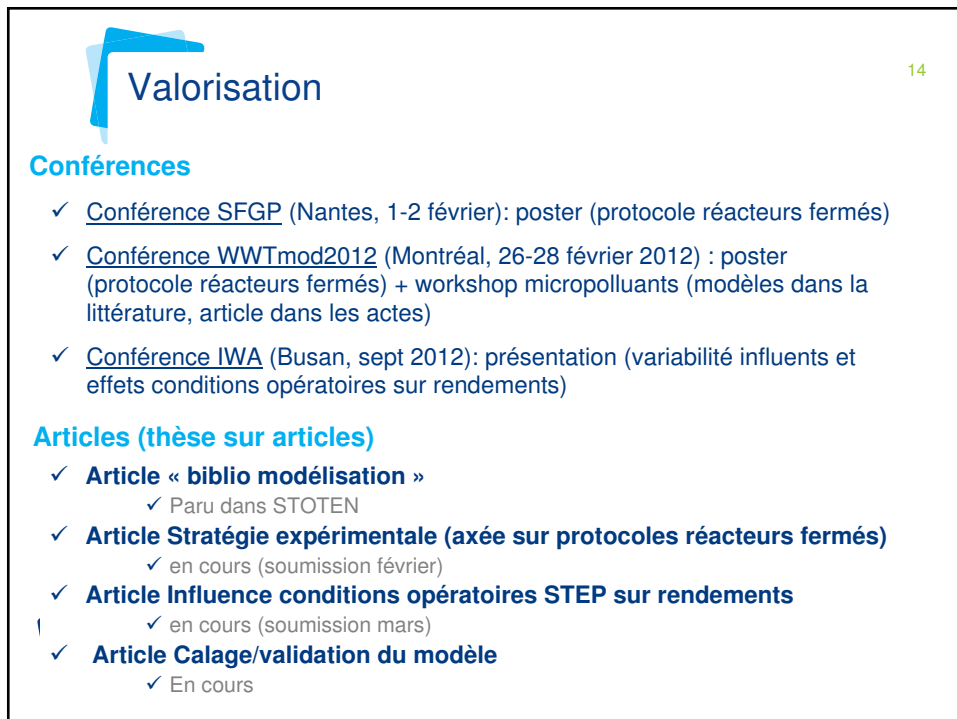 Valorisation
14
Conférences
✓ Conférence SFGP (Nantes, 1-2 février): poster (protocole réacteurs fermés)
✓ Conférence WWTmod2012 (Montréal, 26-28 février 2012) : poster
(protocole réacteurs fermés) + workshop micropolluants (modèles dans la
littérature, article dans les actes)
✓ Conférence IWA (Busan, sept 2012): présentation (variabilité influents et
effets conditions opératoires sur rendements)
Articles (thèse sur articles)
✓ Article « biblio modélisation »
✓ Paru dans STOTEN
✓ Article Stratégie expérimentale (axée sur protocoles réacteurs fermés)
✓ en cours (soumission février)
✓ Article Influence conditions opératoires STEP sur rendements
✓ en cours (soumission mars)
✓ Article Calage/validation du modèle
✓ En cours